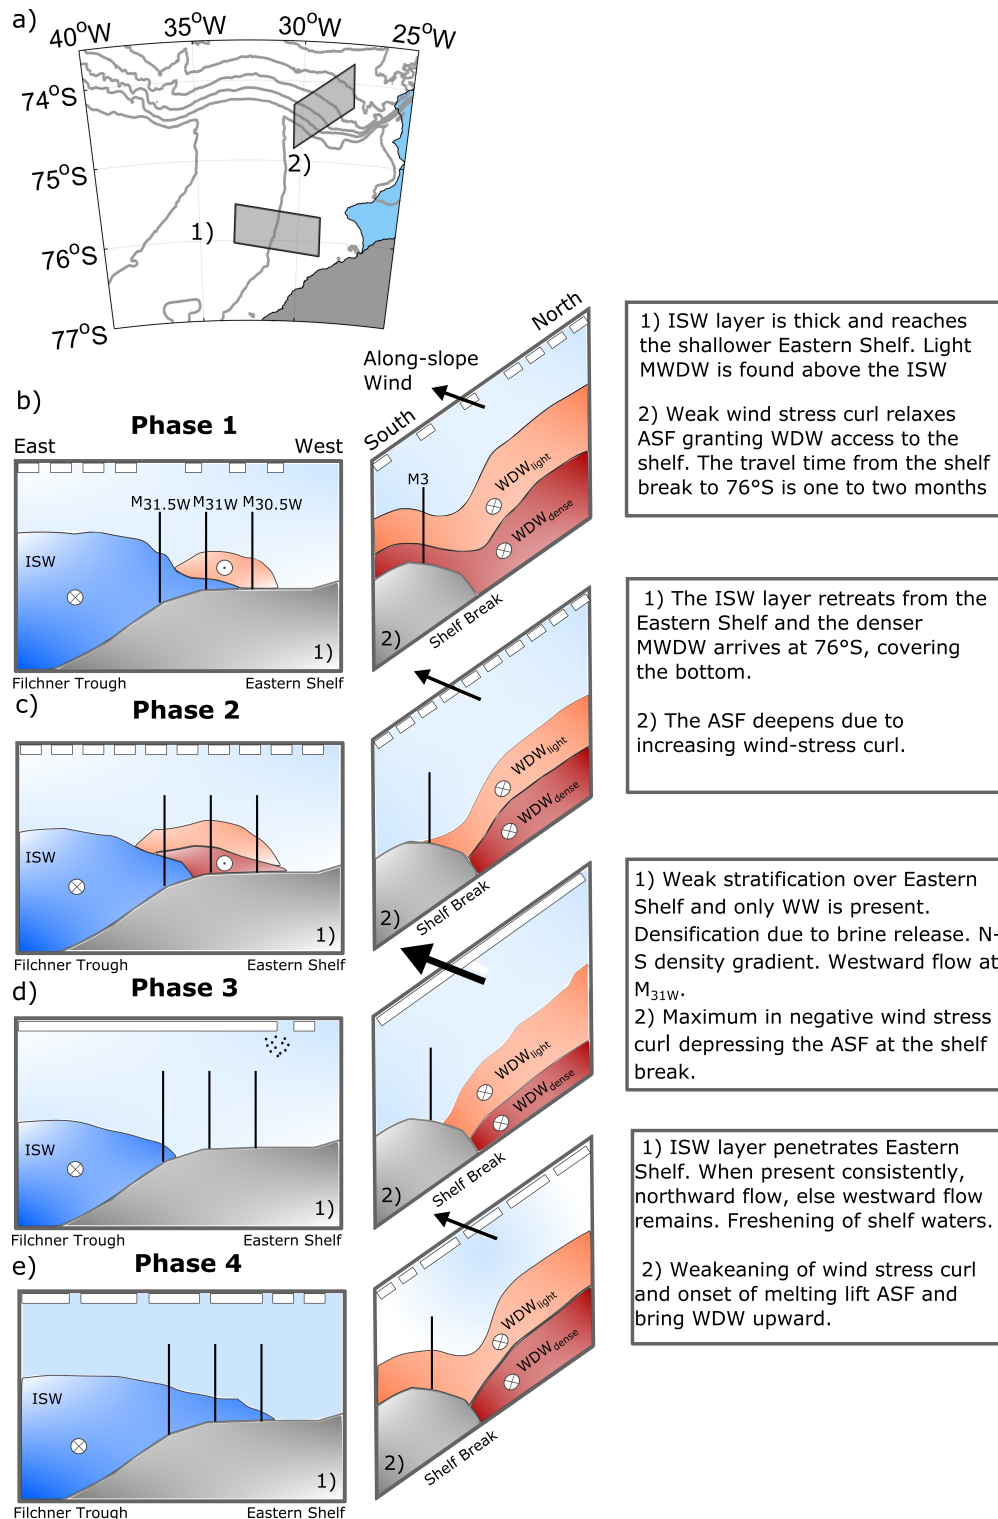 a)
40°W
35°W
30°W
25°W
74°S
75°S
76°S
77°S
2)
1)
b)
Phase 1
East
West
M31.5W M31W M30.5W
ISW
1)
Filchner Trough
Eastern Shelf
Along-slope
Wind
North
South
M3
WDWlight
WDWdense
2)
Shelf Break
1) ISW layer is thick and reaches
the shallower Eastern Shelf. Light
MWDW is found above the ISW
2) Weak wind stress curl relaxes
ASF granting WDW access to the
shelf. The travel time from the shelf
break to 76°S is one to two months
c)
Phase 2
ISW
1)
Filchner Trough
Eastern Shelf
WDWlight
WDWdense
2)
Shelf Break
1) The ISW layer retreats from the
Eastern Shelf and the denser
MWDW arrives at 76°S, covering
the bottom.
2) The ASF deepens due to
increasing wind-stress curl.
d)
Phase 3
ISW
1)
Filchner Trough
Eastern Shelf
WDWlight
WDWdense
2)
Shelf Break
1) Weak stratification over Eastern
Shelf and only WW is present.
Densification due to brine release. N-
S density gradient. Westward flow at
M31W.
2) Maximum in negative wind stress
curl depressing the ASF at the shelf
break.
e)
Phase 4
ISW
1)
Filchner Trough
Eastern Shelf
WDWlight
WDWdense
2)
Shelf Break
1) ISW layer penetrates Eastern
Shelf. When present consistently,
northward flow, else westward flow
remains. Freshening of shelf waters.
2) Weakeaning of wind stress curl
and onset of melting lift ASF and
bring WDW upward.